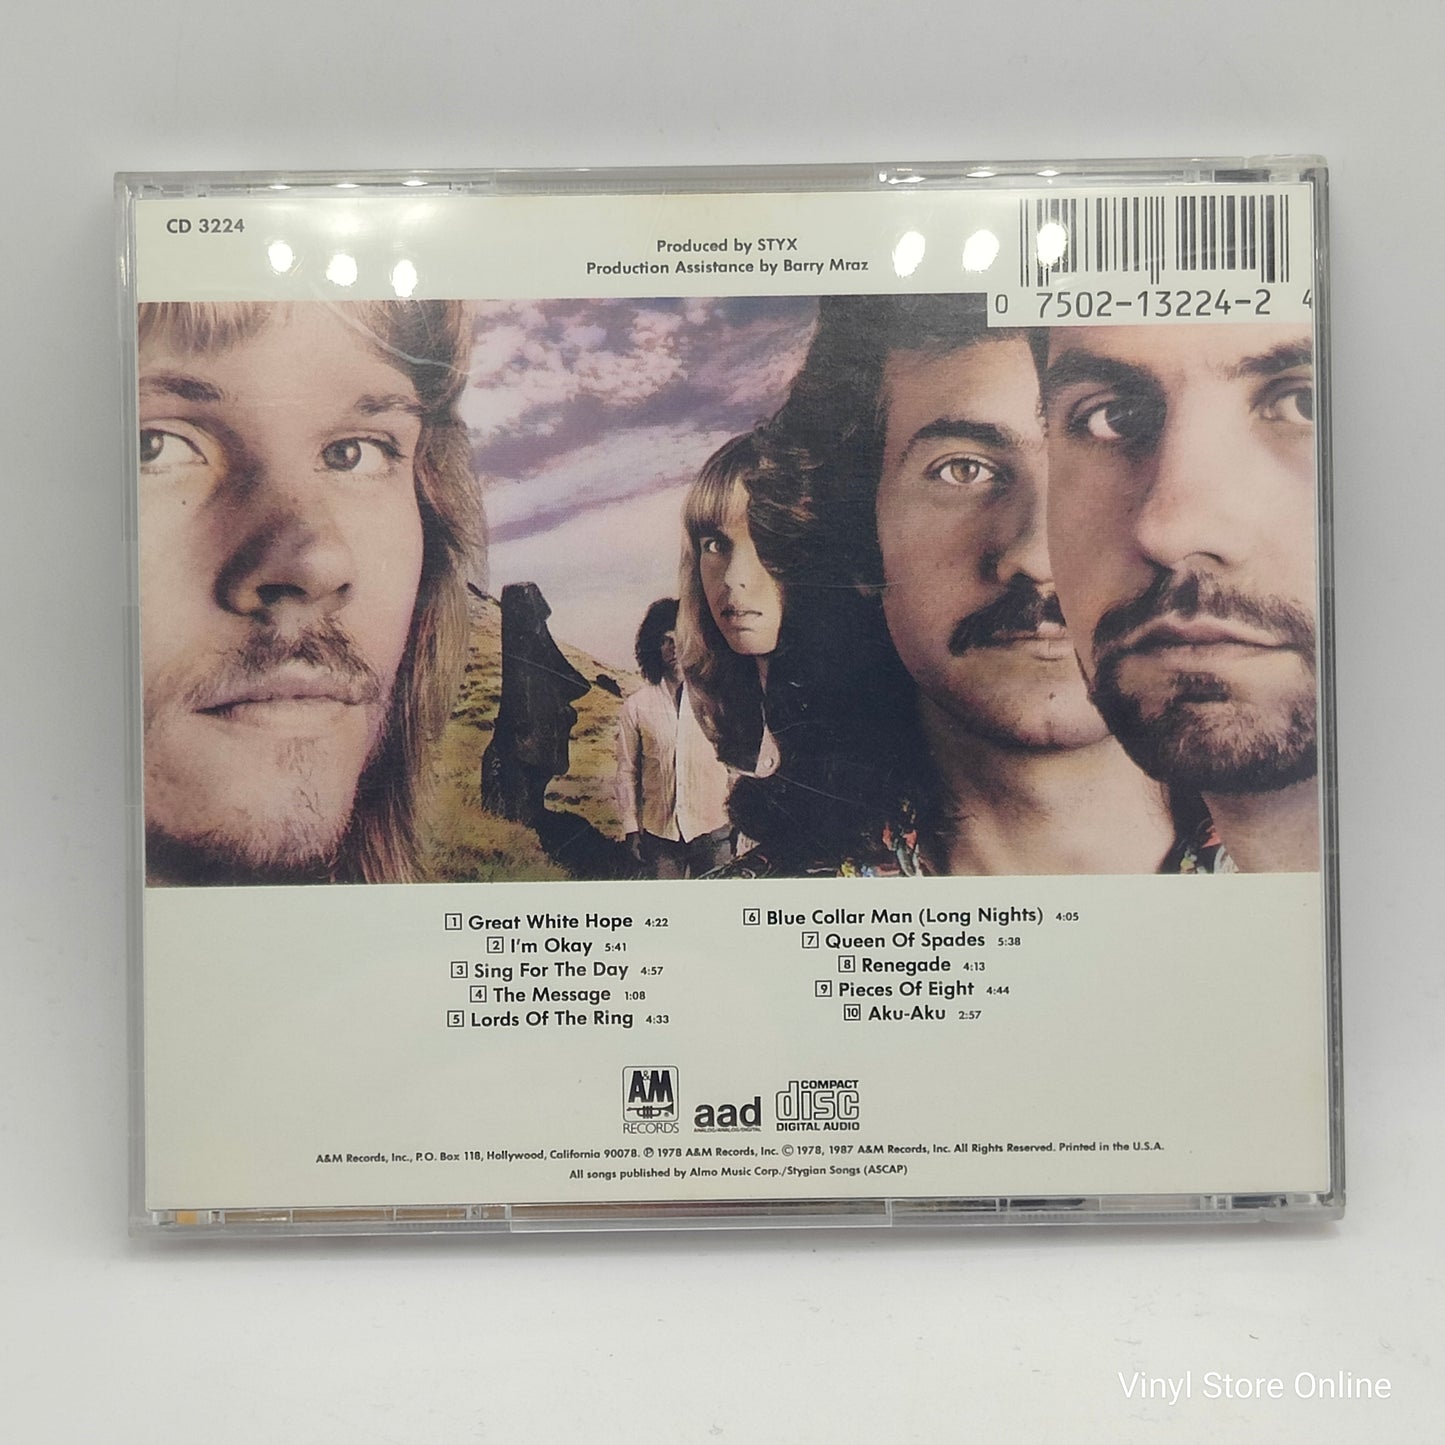 CD 3224
Produced by STYX
Production Assistance by Barry Mraz
0 7502-13224-2 4
1 Great White Hope 4:22
2 I'm Okay 5:41
3 Sing For The Day 4:57
4 The Message 1:08
5 Lords Of The Ring 4:33
6 Blue Collar Man (Long Nights) 4:05
7 Queen Of Spades 5:38
8 Renegade 4:13
9 Pieces Of Eight 4:44
10 Aku-Aku 2:57
A&M
RECORDS
aad
ANALOG/ANALOG/DIGITAL
COMPACT
disc
DIGITAL AUDIO
A&M Records, Inc., P.O. Box 118, Hollywood, California 90078. ℗ 1978 A&M Records, Inc. © 1978, 1987 A&M Records, Inc. All Rights Reserved. Printed in the U.S.A.
All songs published by Almo Music Corp./Stygian Songs (ASCAP)
Vinyl Store Online